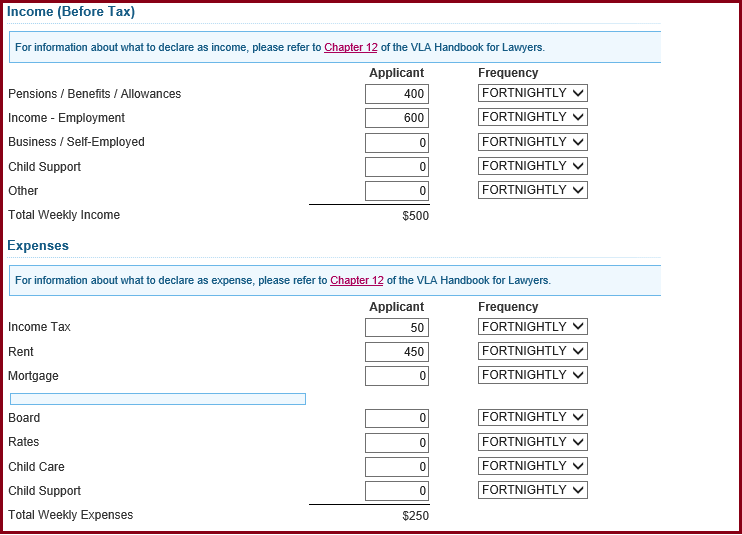 Income (Before Tax)
For information about what to declare as income, please refer to Chapter 12 of the VLA Handbook for Lawyers.
Applicant Frequency
Pensions / Benefits / Allowances 400 FORTNIGHTLY
Income - Employment 600 FORTNIGHTLY
Business / Self-Employed 0 FORTNIGHTLY
Child Support 0 FORTNIGHTLY
Other 0 FORTNIGHTLY
Total Weekly Income $500
Expenses
For information about what to declare as expense, please refer to Chapter 12 of the VLA Handbook for Lawyers.
Applicant Frequency
Income Tax 50 FORTNIGHTLY
Rent 450 FORTNIGHTLY
Mortgage 0 FORTNIGHTLY
Board 0 FORTNIGHTLY
Rates 0 FORTNIGHTLY
Child Care 0 FORTNIGHTLY
Child Support 0 FORTNIGHTLY
Total Weekly Expenses $250